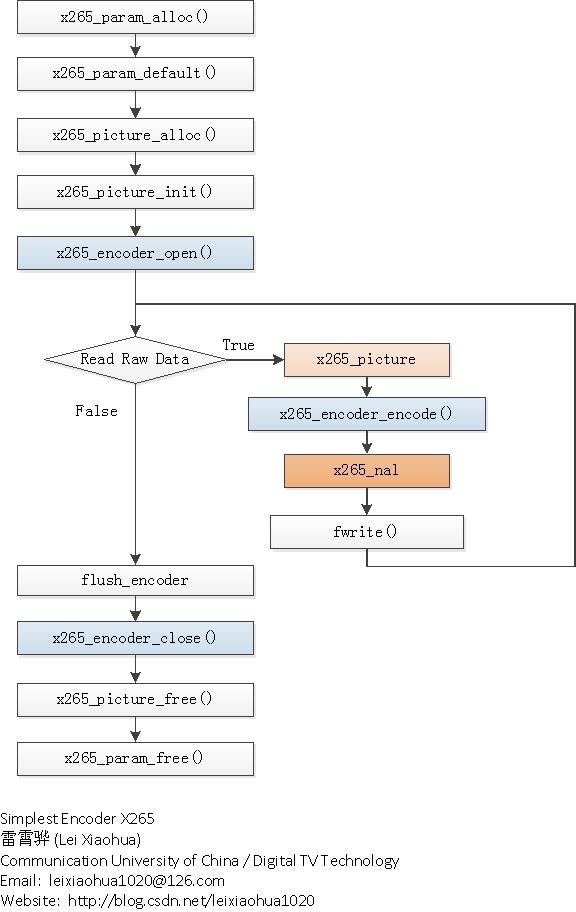 x265_param_alloc()
x265_param_default()
x265_picture_alloc()
x265_picture_init()
x265_encoder_open()
Read Raw Data
True
x265_picture
x265_encoder_encode()
x265_nal
fwrite()
False
flush_encoder
x265_encoder_close()
x265_picture_free()
x265_param_free()
Simplest Encoder X265
雷霄骅 (Lei Xiaohua)
Communication University of China / Digital TV Technology
Email: leixiaohua1020@126.com
Website: http://blog.csdn.net/leixiaohua1020